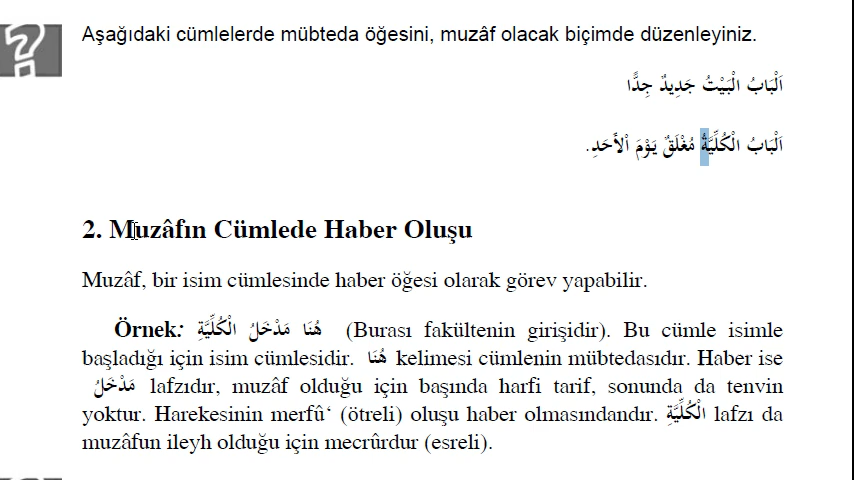 Aşağıdaki cümlelerde mübteda öğesini, muzâf olacak biçimde düzenleyiniz.
اَلْبَابُ الْبَيْتُ جَدِيدٌ جِدًّا
اَلْبَابُ الْكُلِّيَّةُ مُغْلَقٌ يَوْمَ الْأَحَدِ.
2. Muzâfın Cümlede Haber Oluşu
Muzâf, bir isim cümlesinde haber öğesi olarak görev yapabilir.
Örnek: هُنَا مَدْخَلُ الْكُلِّيَّةِ (Burası fakültenin girişidir). Bu cümle isimle
başladığı için isim cümlesidir. هُنَا kelimesi cümlenin mübtedasıdır. Haber ise
مَدْخَلُ lafzıdır, muzâf olduğu için başında harfi tarif, sonunda da tenvin
yoktur. Harekesinin merfû‘ (ötreli) oluşu haber olmasındandır. الْكُلِّيَّةِ lafzı da
muzâfun ileyh olduğu için mecrûrdur (esreli).